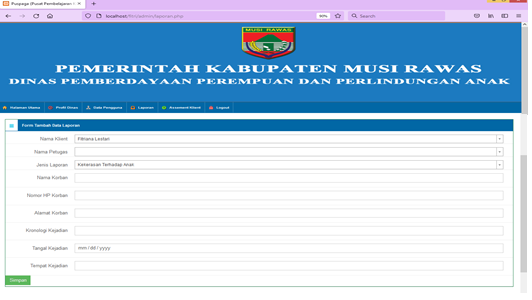 Puspaga (Pusat Pembelajaran
localhost/fitri/admin/laporan.php
90%
Search
MUSI RAWAS
PEMERINTAH KABUPATEN MUSI RAWAS
DINAS PEMBERDAYAAN PEREMPUAN DAN PERLINDUNGAN ANAK
Halaman Utama Profil Dinas Data Pengguna Laporan Assesment Klient Logout
Form Tambah Data Laporan
Nama Klient Fitriana Lestari
Nama Petugas
Jenis Laporan Kekerasan Terhadap Anak
Nama Korban
Nomor HP Korban
Alamat Korban
Kronologi Kejadian
Tangal Kejadian mm / dd / yyyy
Tempat Kejadian
Simpan